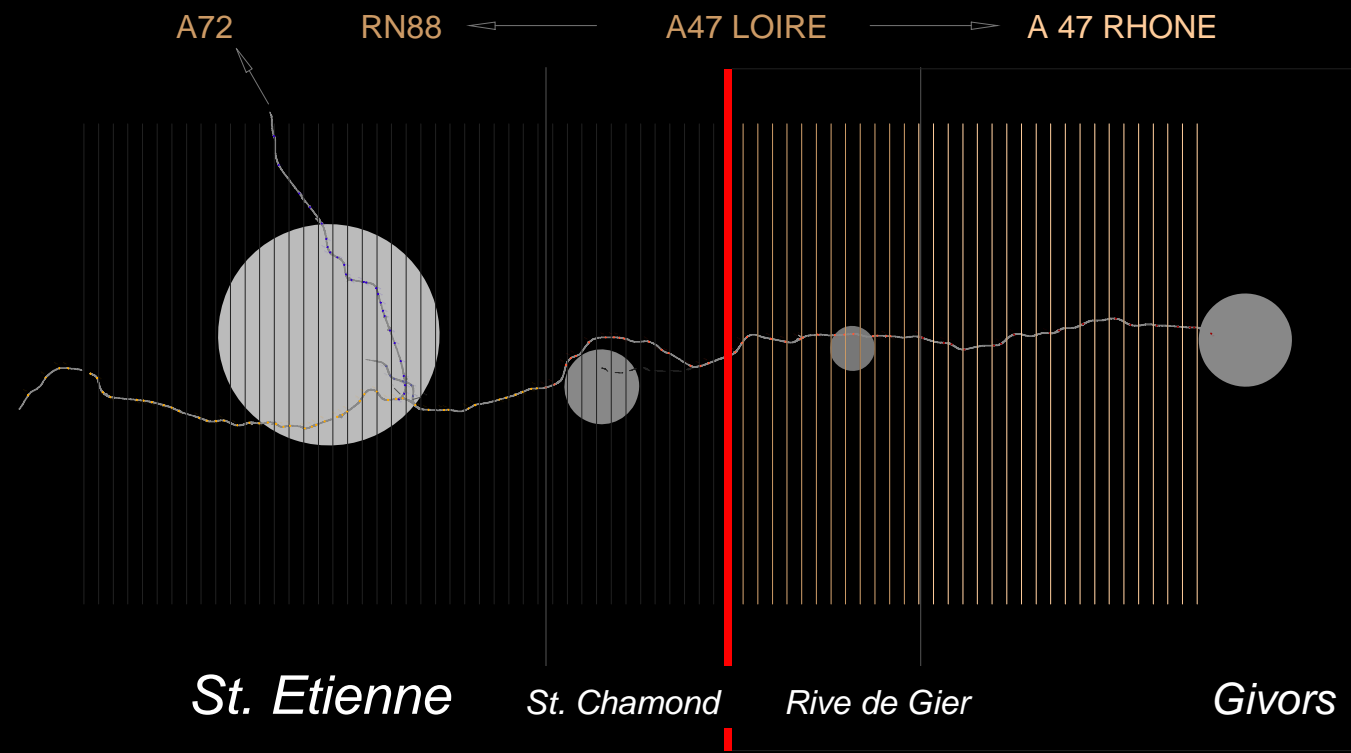 A72 RN88 A47 LOIRE A 47 RHONE
St. Etienne St. Chamond Rive de Gier Givors